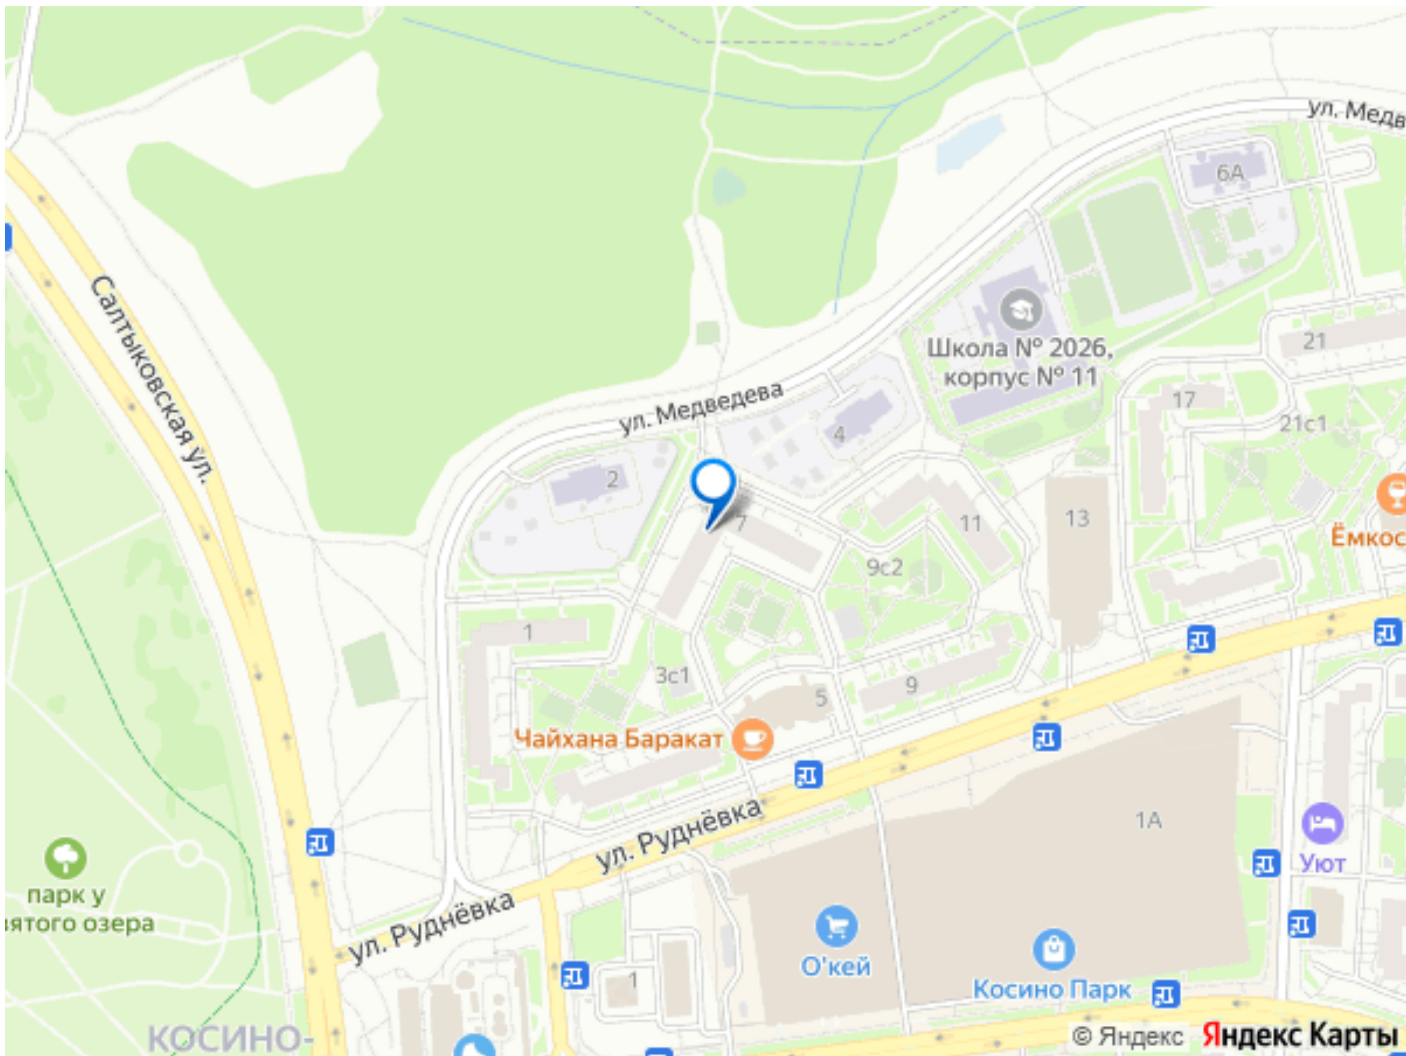 ул. Медв
6А
Салтыковская ул.
Школа № 2026,
корпус № 11
21
17
ул. Медведева
4
21с1
2
7
11
13
Ёмкос
9с2
1
3с1
9
5
Чайхана Баракат
ул. Руднёвка
1А
Уют
парк у
вятого озера
ул. Руднёвка
О'кей
1
Косино Парк
КОСИНО-
© Яндекс Яндекс Карты